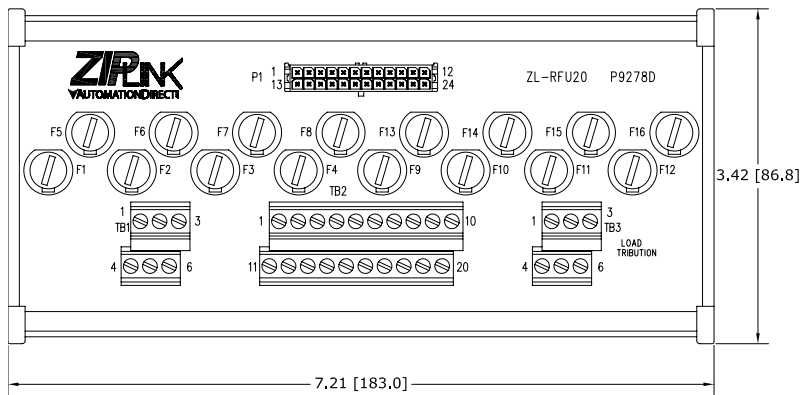 ZIPLINK
AUTOMATIONDIRECT
P1 1 12
13 24
ZL-RFU20 P9278D
F5 F6 F7 F8 F13 F14 F15 F16
F1 F2 F3 F4 F9 F10 F11 F12
TB2
1 3 1 10 1 3
TB1 TB3
LOAD
TRIBUTION
4 6 11 20 4 6
3.42 [86.8]
7.21 [183.0]